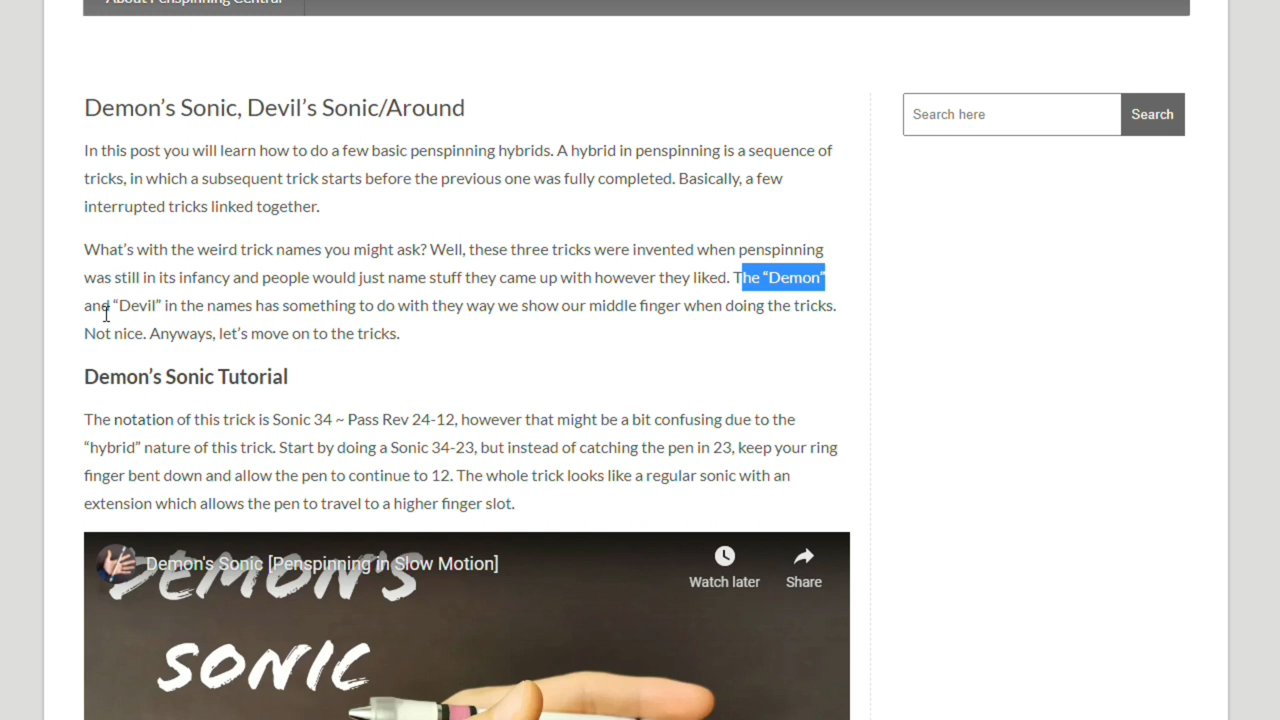 About Penspinning Central
Demon’s Sonic, Devil’s Sonic/Around
Search here
Search
In this post you will learn how to do a few basic penspinning hybrids. A hybrid in penspinning is a sequence of
tricks, in which a subsequent trick starts before the previous one was fully completed. Basically, a few
interrupted tricks linked together.
What’s with the weird trick names you might ask? Well, these three tricks were invented when penspinning
was still in its infancy and people would just name stuff they came up with however they liked. The “Demon”
and “Devil” in the names has something to do with they way we show our middle finger when doing the tricks.
Not nice. Anyways, let’s move on to the tricks.
Demon’s Sonic Tutorial
The notation of this trick is Sonic 34 ~ Pass Rev 24-12, however that might be a bit confusing due to the
“hybrid” nature of this trick. Start by doing a Sonic 34-23, but instead of catching the pen in 23, keep your ring
finger bent down and allow the pen to continue to 12. The whole trick looks like a regular sonic with an
extension which allows the pen to travel to a higher finger slot.
Demon's Sonic [Penspinning in Slow Motion]
Watch later
Share
DEMON'S
SONIC